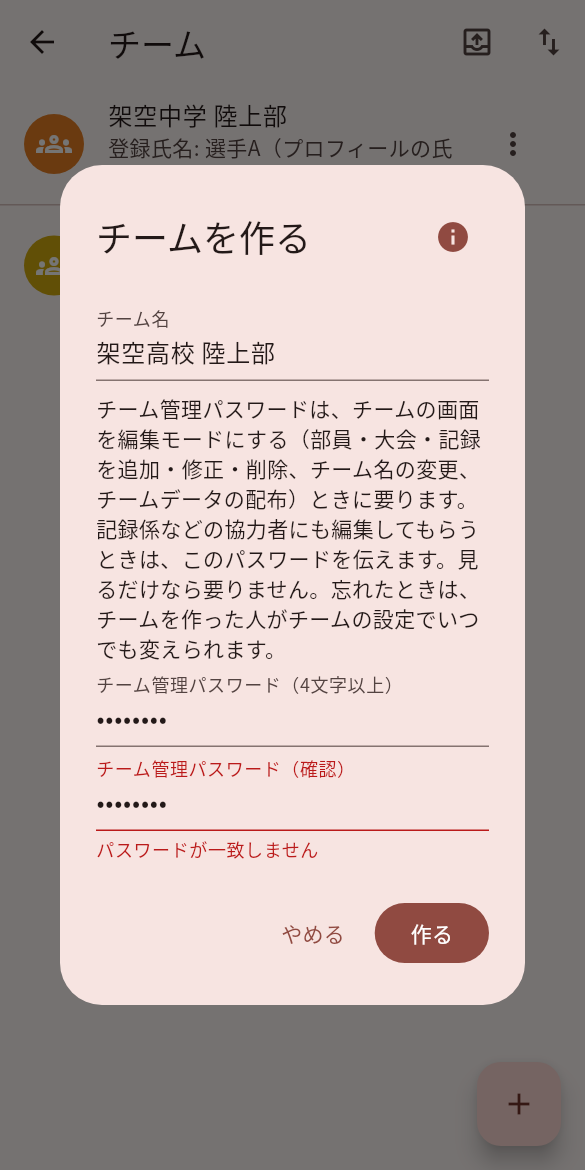 チーム
架空中学 陸上部
登録氏名: 選手A（プロフィールの氏
チームを作る
チーム名
架空高校 陸上部
チーム管理パスワードは、チームの画面
を編集モードにする（部員・大会・記録
を追加・修正・削除、チーム名の変更、
チームデータの配布）ときに要ります。
記録係などの協力者にも編集してもらう
ときは、このパスワードを伝えます。見
るだけなら要りません。忘れたときは、
チームを作った人がチームの設定でいつ
でも変えられます。
チーム管理パスワード（4文字以上）
••••••••
チーム管理パスワード（確認）
••••••••
パスワードが一致しません
やめる
作る